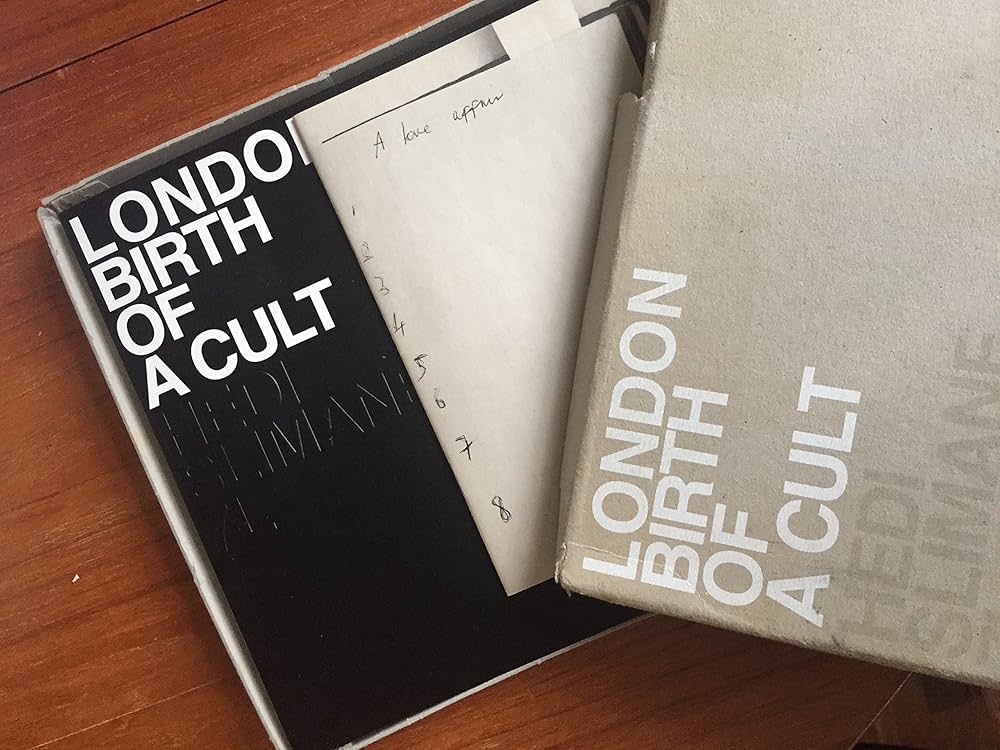 LONDON
BIRTH
OF
A CULT
HEDI
SLIMANE
A love affair
1
2
3
4
5
6
7
8
LONDON
BIRTH
OF
A CULT
HEDI
SLIMANE